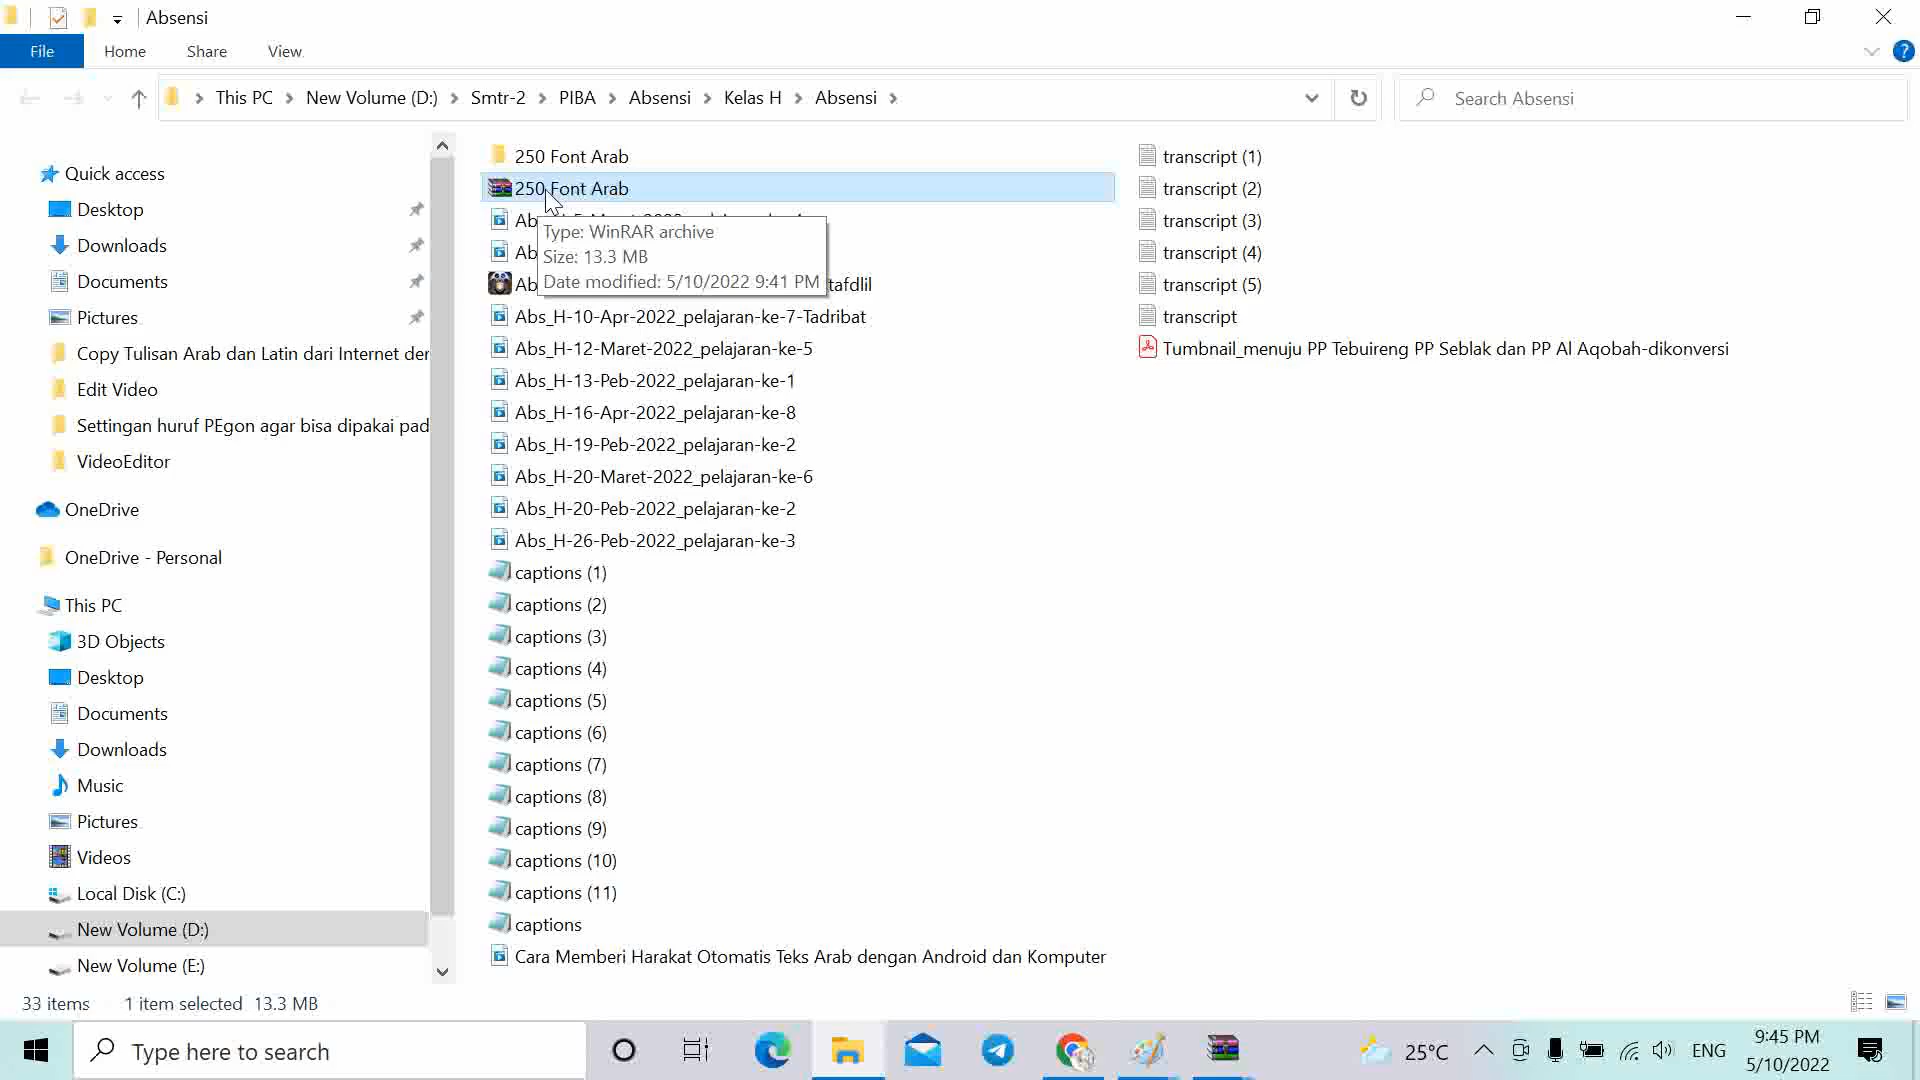 Absensi
File Home Share View
This PC New Volume (D:) Smtr-2 PIBA Absensi Kelas H Absensi
Search Absensi
Quick access
Desktop
Downloads
Documents
Pictures
Copy Tulisan Arab dan Latin dari Internet der
Edit Video
Settingan huruf PEgon agar bisa dipakai pad
VideoEditor
OneDrive
OneDrive - Personal
This PC
3D Objects
Desktop
Documents
Downloads
Music
Pictures
Videos
Local Disk (C:)
New Volume (D:)
New Volume (E:)
250 Font Arab
250 Font Arab
Type: WinRAR archive
Size: 13.3 MB
Date modified: 5/10/2022 9:41 PM
Ab
Ab
Ab tafdlil
Abs_H-10-Apr-2022_pelajaran-ke-7-Tadribat
Abs_H-12-Maret-2022_pelajaran-ke-5
Abs_H-13-Peb-2022_pelajaran-ke-1
Abs_H-16-Apr-2022_pelajaran-ke-8
Abs_H-19-Peb-2022_pelajaran-ke-2
Abs_H-20-Maret-2022_pelajaran-ke-6
Abs_H-20-Peb-2022_pelajaran-ke-2
Abs_H-26-Peb-2022_pelajaran-ke-3
captions (1)
captions (2)
captions (3)
captions (4)
captions (5)
captions (6)
captions (7)
captions (8)
captions (9)
captions (10)
captions (11)
captions
Cara Memberi Harakat Otomatis Teks Arab dengan Android dan Komputer
transcript (1)
transcript (2)
transcript (3)
transcript (4)
transcript (5)
transcript
Tumbnail_menuju PP Tebuireng PP Seblak dan PP Al Aqobah-dikonversi
33 items 1 item selected 13.3 MB
Type here to search
25°C
ENG
9:45 PM
5/10/2022